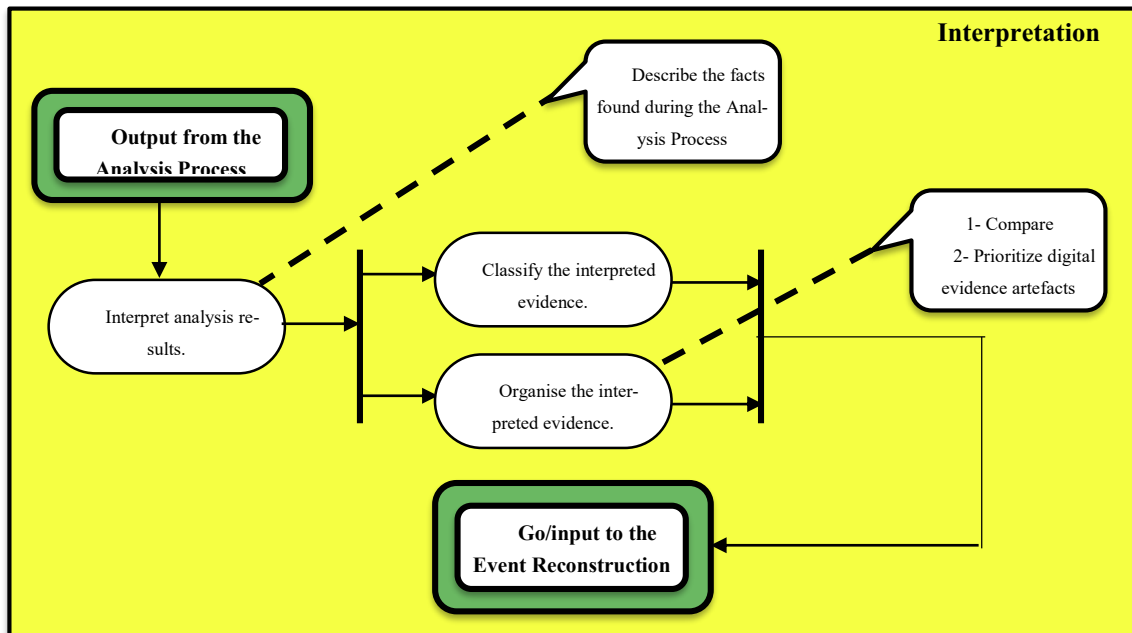 Interpretation
Describe the facts
found during the Anal-
ysis Process
Output from the
Analysis Process
1- Compare
2- Prioritize digital
evidence artefacts
Classify the interpreted
evidence.
Interpret analysis re-
sults.
Organise the inter-
preted evidence.
Go/input to the
Event Reconstruction